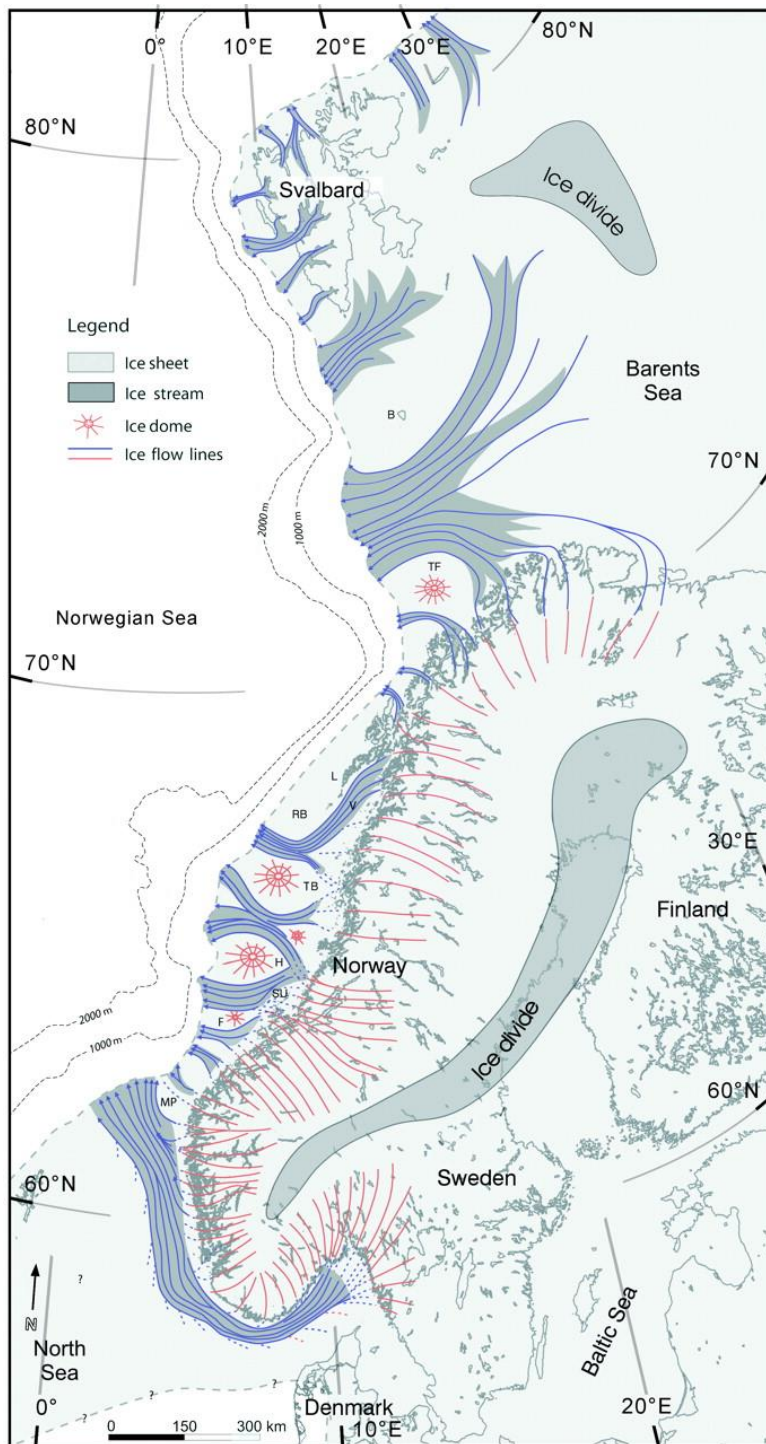 0°
10°E
20°E
30°E
80°N
80°N
Svalbard
Ice divide
Legend
Ice sheet
Ice stream
Ice dome
Ice flow lines
Barents
Sea
B
70°N
2000 m
1000 m
TF
Norwegian Sea
70°N
L
V
RB
30°E
TB
Finland
Norway
H
SU
2000 m
1000 m
F
Ice divide
MP
60°N
Sweden
60°N
?
N
North
Sea
Baltic Sea
?
?
0°
Denmark
10°E
20°E
0 150 300 km